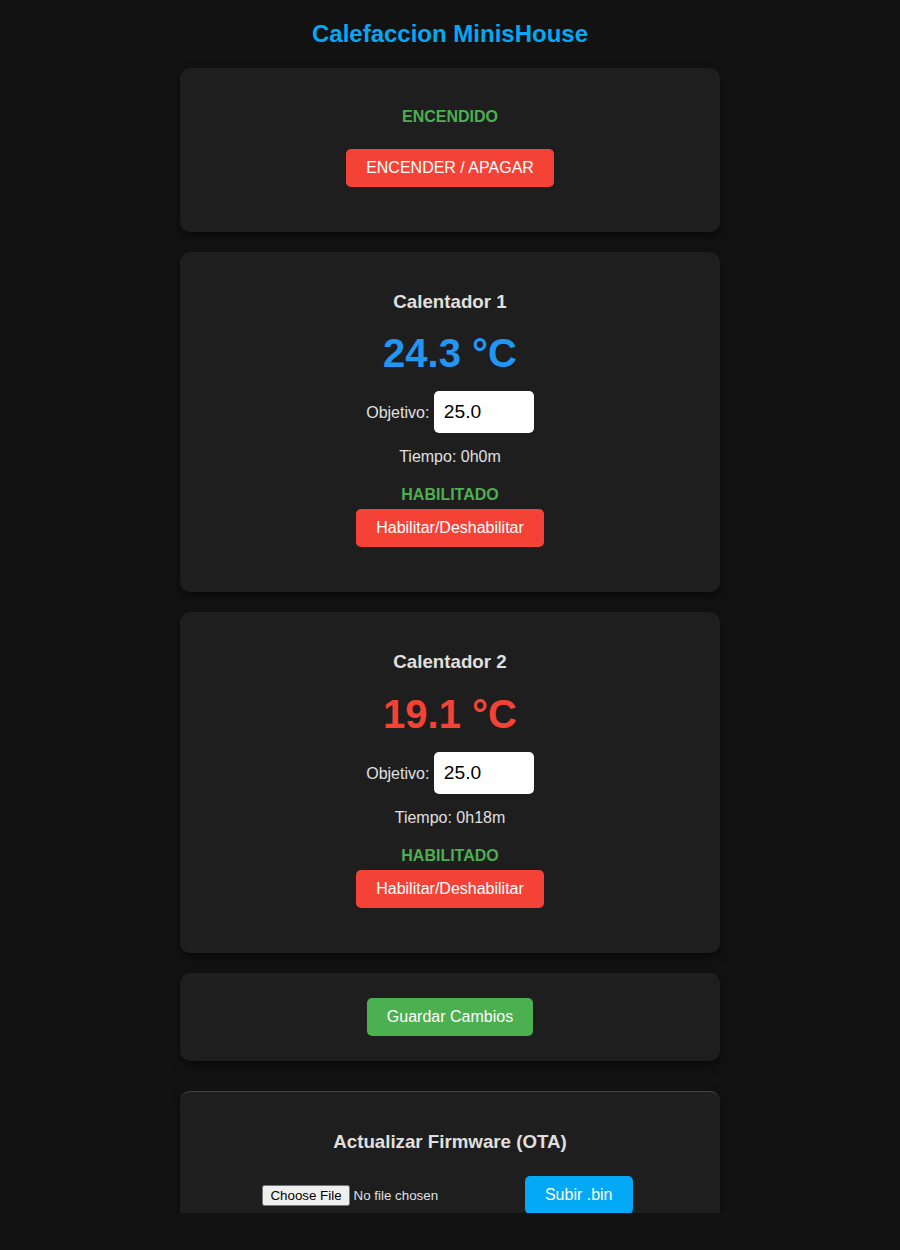 Calefaccion MinisHouse
ENCENDIDO
ENCENDER / APAGAR
Calentador 1
24.3 °C
Objetivo: 25.0
Tiempo: 0h0m
HABILITADO
Habilitar/Deshabilitar
Calentador 2
19.1 °C
Objetivo: 25.0
Tiempo: 0h18m
HABILITADO
Habilitar/Deshabilitar
Guardar Cambios
Actualizar Firmware (OTA)
Choose File No file chosen Subir .bin